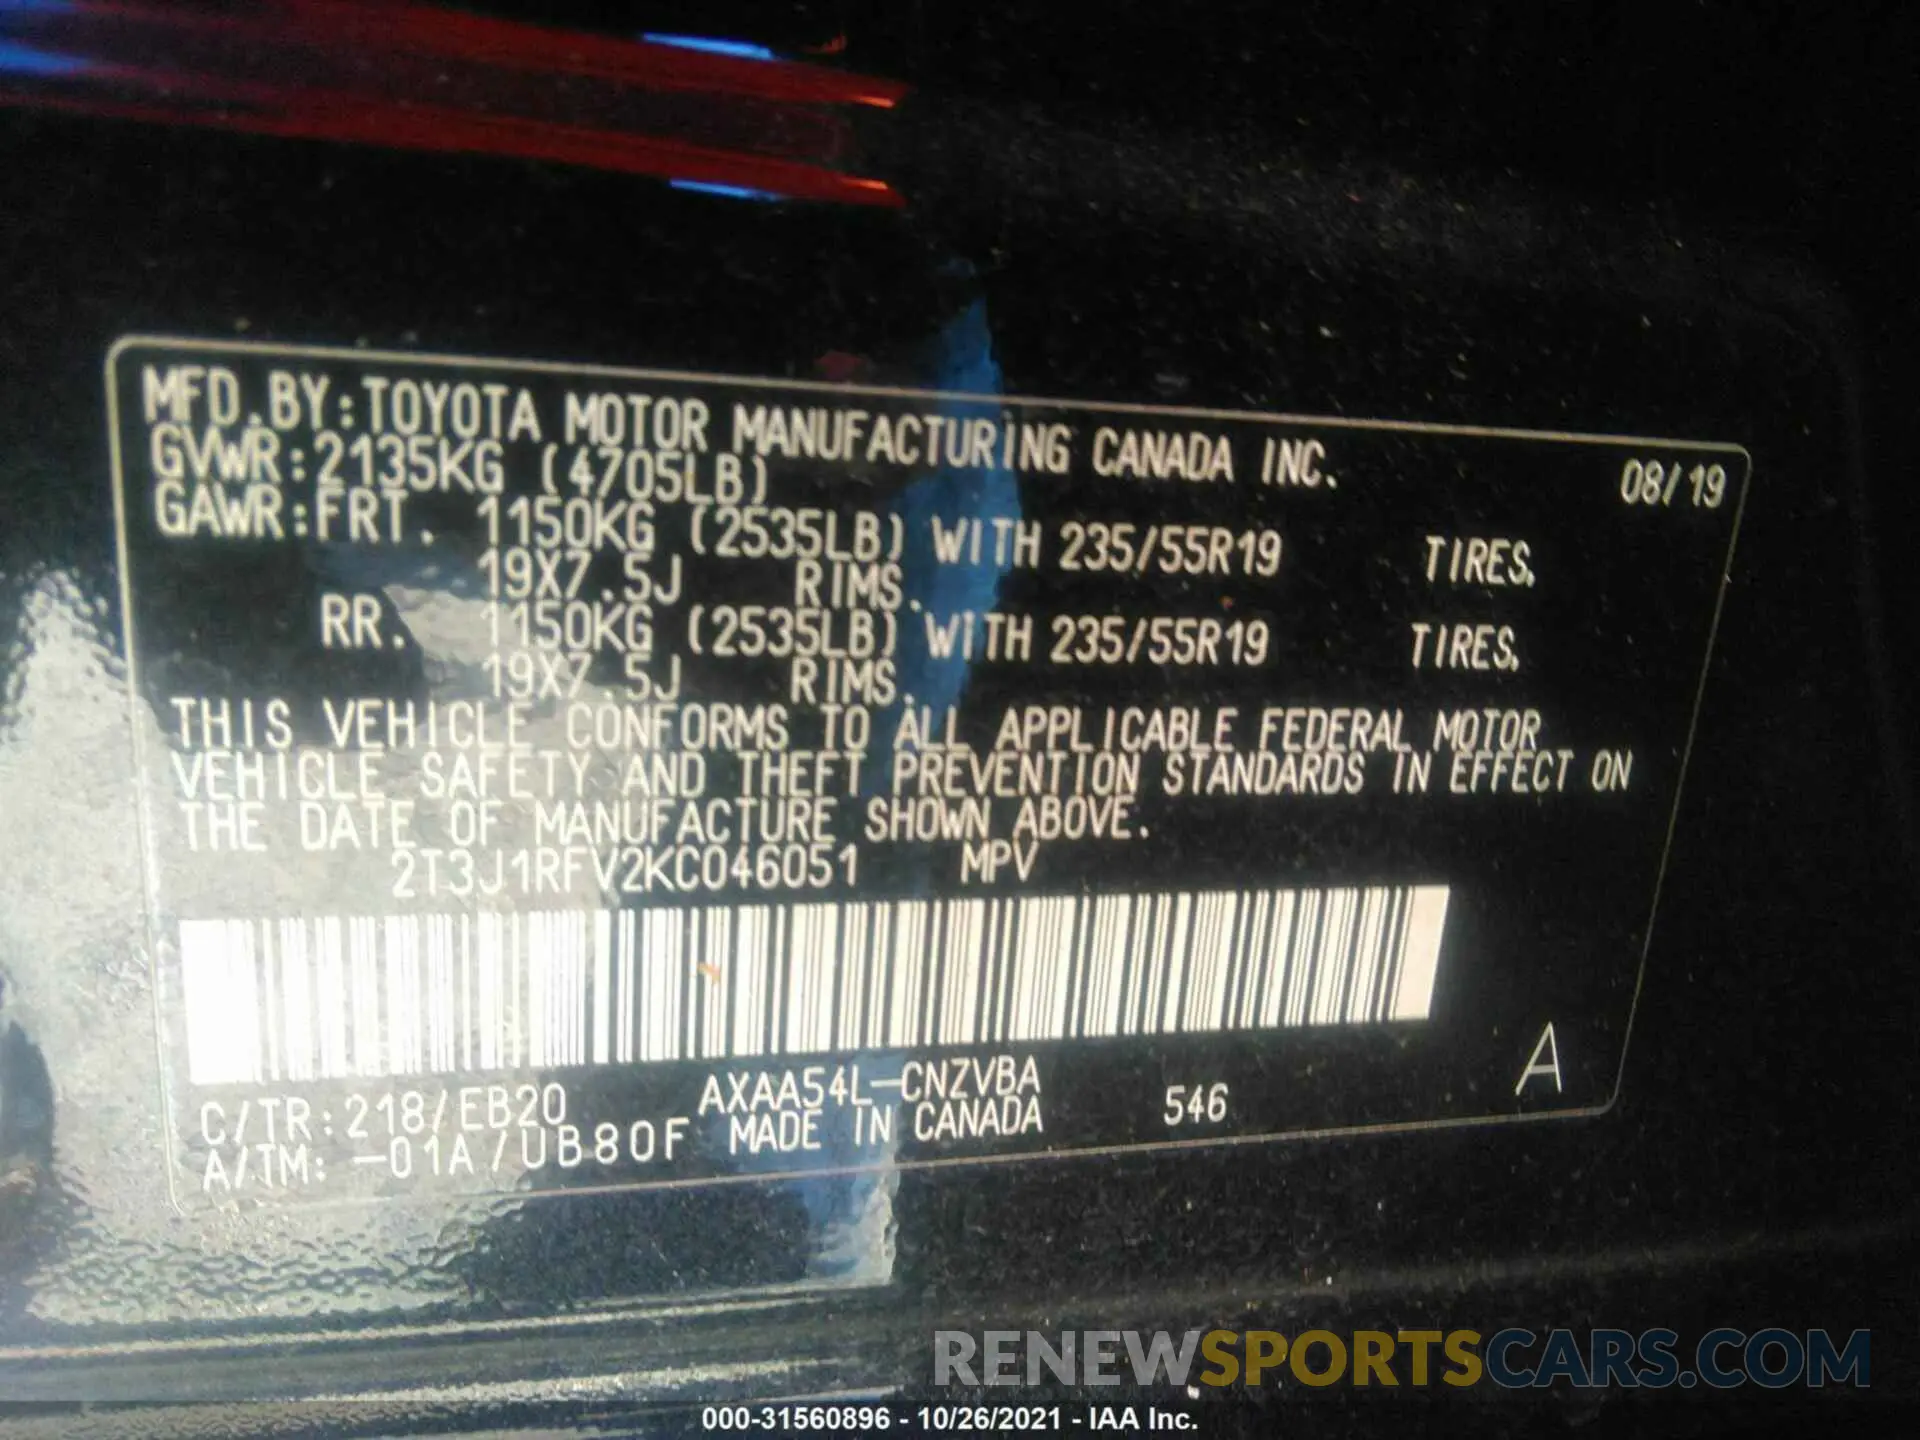 MFD.BY:TOYOTA MOTOR MANUFACTURING CANADA INC. 08/19
GVWR:2135KG (4705LB)
GAWR:FRT. 1150KG (2535LB) WITH 235/55R19 TIRES,
19X7.5J RIMS.
RR. 1150KG (2535LB) WITH 235/55R19 TIRES,
19X7.5J RIMS.
THIS VEHICLE CONFORMS TO ALL APPLICABLE FEDERAL MOTOR
VEHICLE SAFETY AND THEFT PREVENTION STANDARDS IN EFFECT ON
THE DATE OF MANUFACTURE SHOWN ABOVE.
2T3J1RFV2KC046051 MPV
C/TR:218/EB20 AXAA54L-CNZVBA 546 A
A/TM: -01A/UB80F MADE IN CANADA
RENEWSPORTSCARS.COM
000-31560896 - 10/26/2021 - IAA Inc.